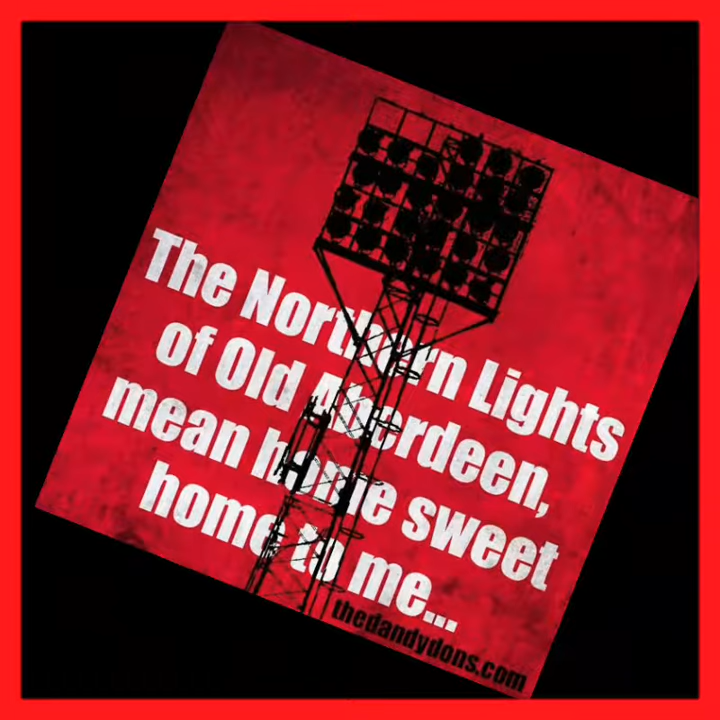 The Northern Lights
of Old Aberdeen,
mean home sweet
home to me...
thedandydons.com